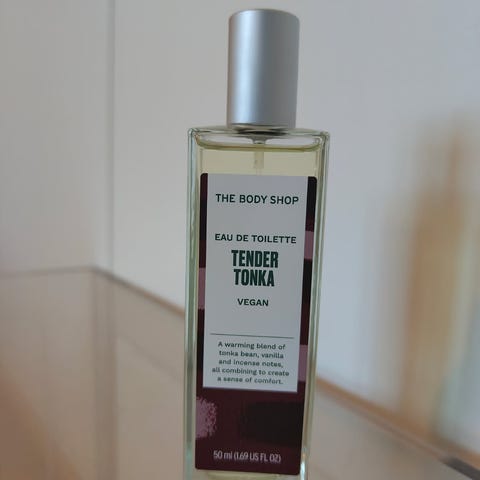 THE BODY SHOP
EAU DE TOILETTE
TENDER
TONKA
VEGAN
A warming blend of
tonka bean, vanilla
and incense notes,
all combining to create
a sense of comfort.
50 ml (1.69 US FL OZ)